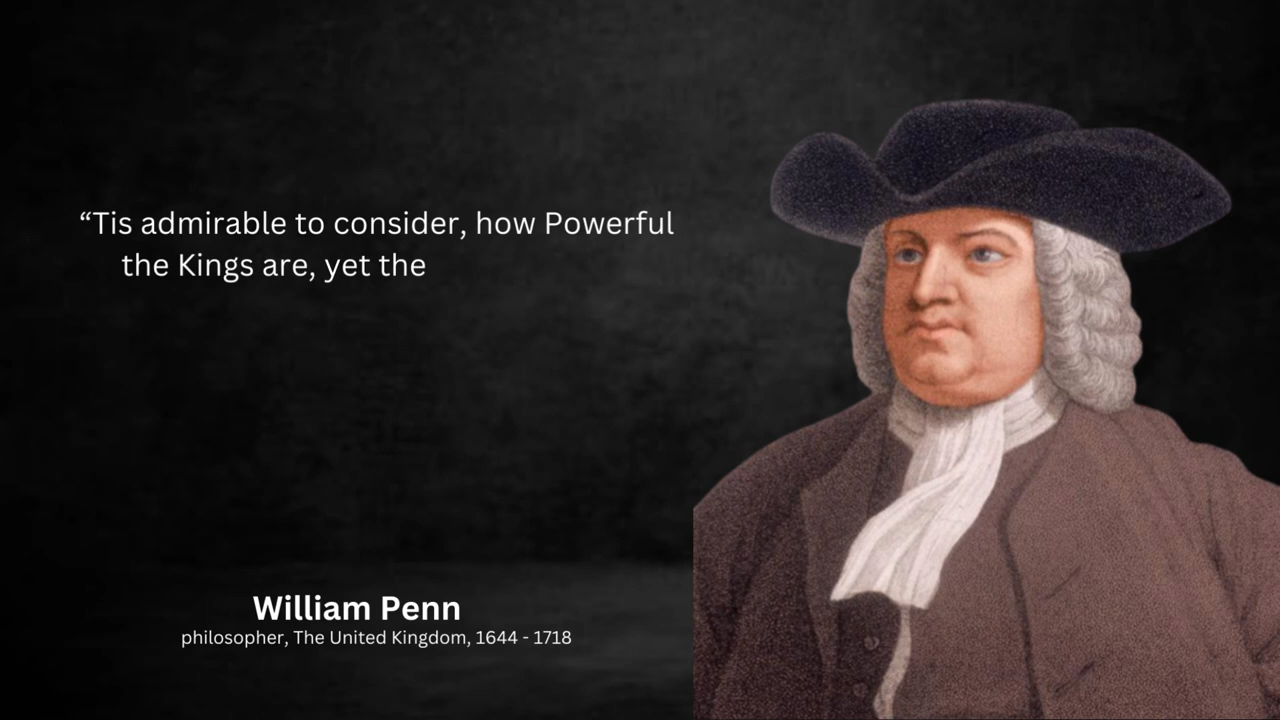 “Tis admirable to consider, how Powerful
the Kings are, yet the
William Penn
philosopher, The United Kingdom, 1644 - 1718